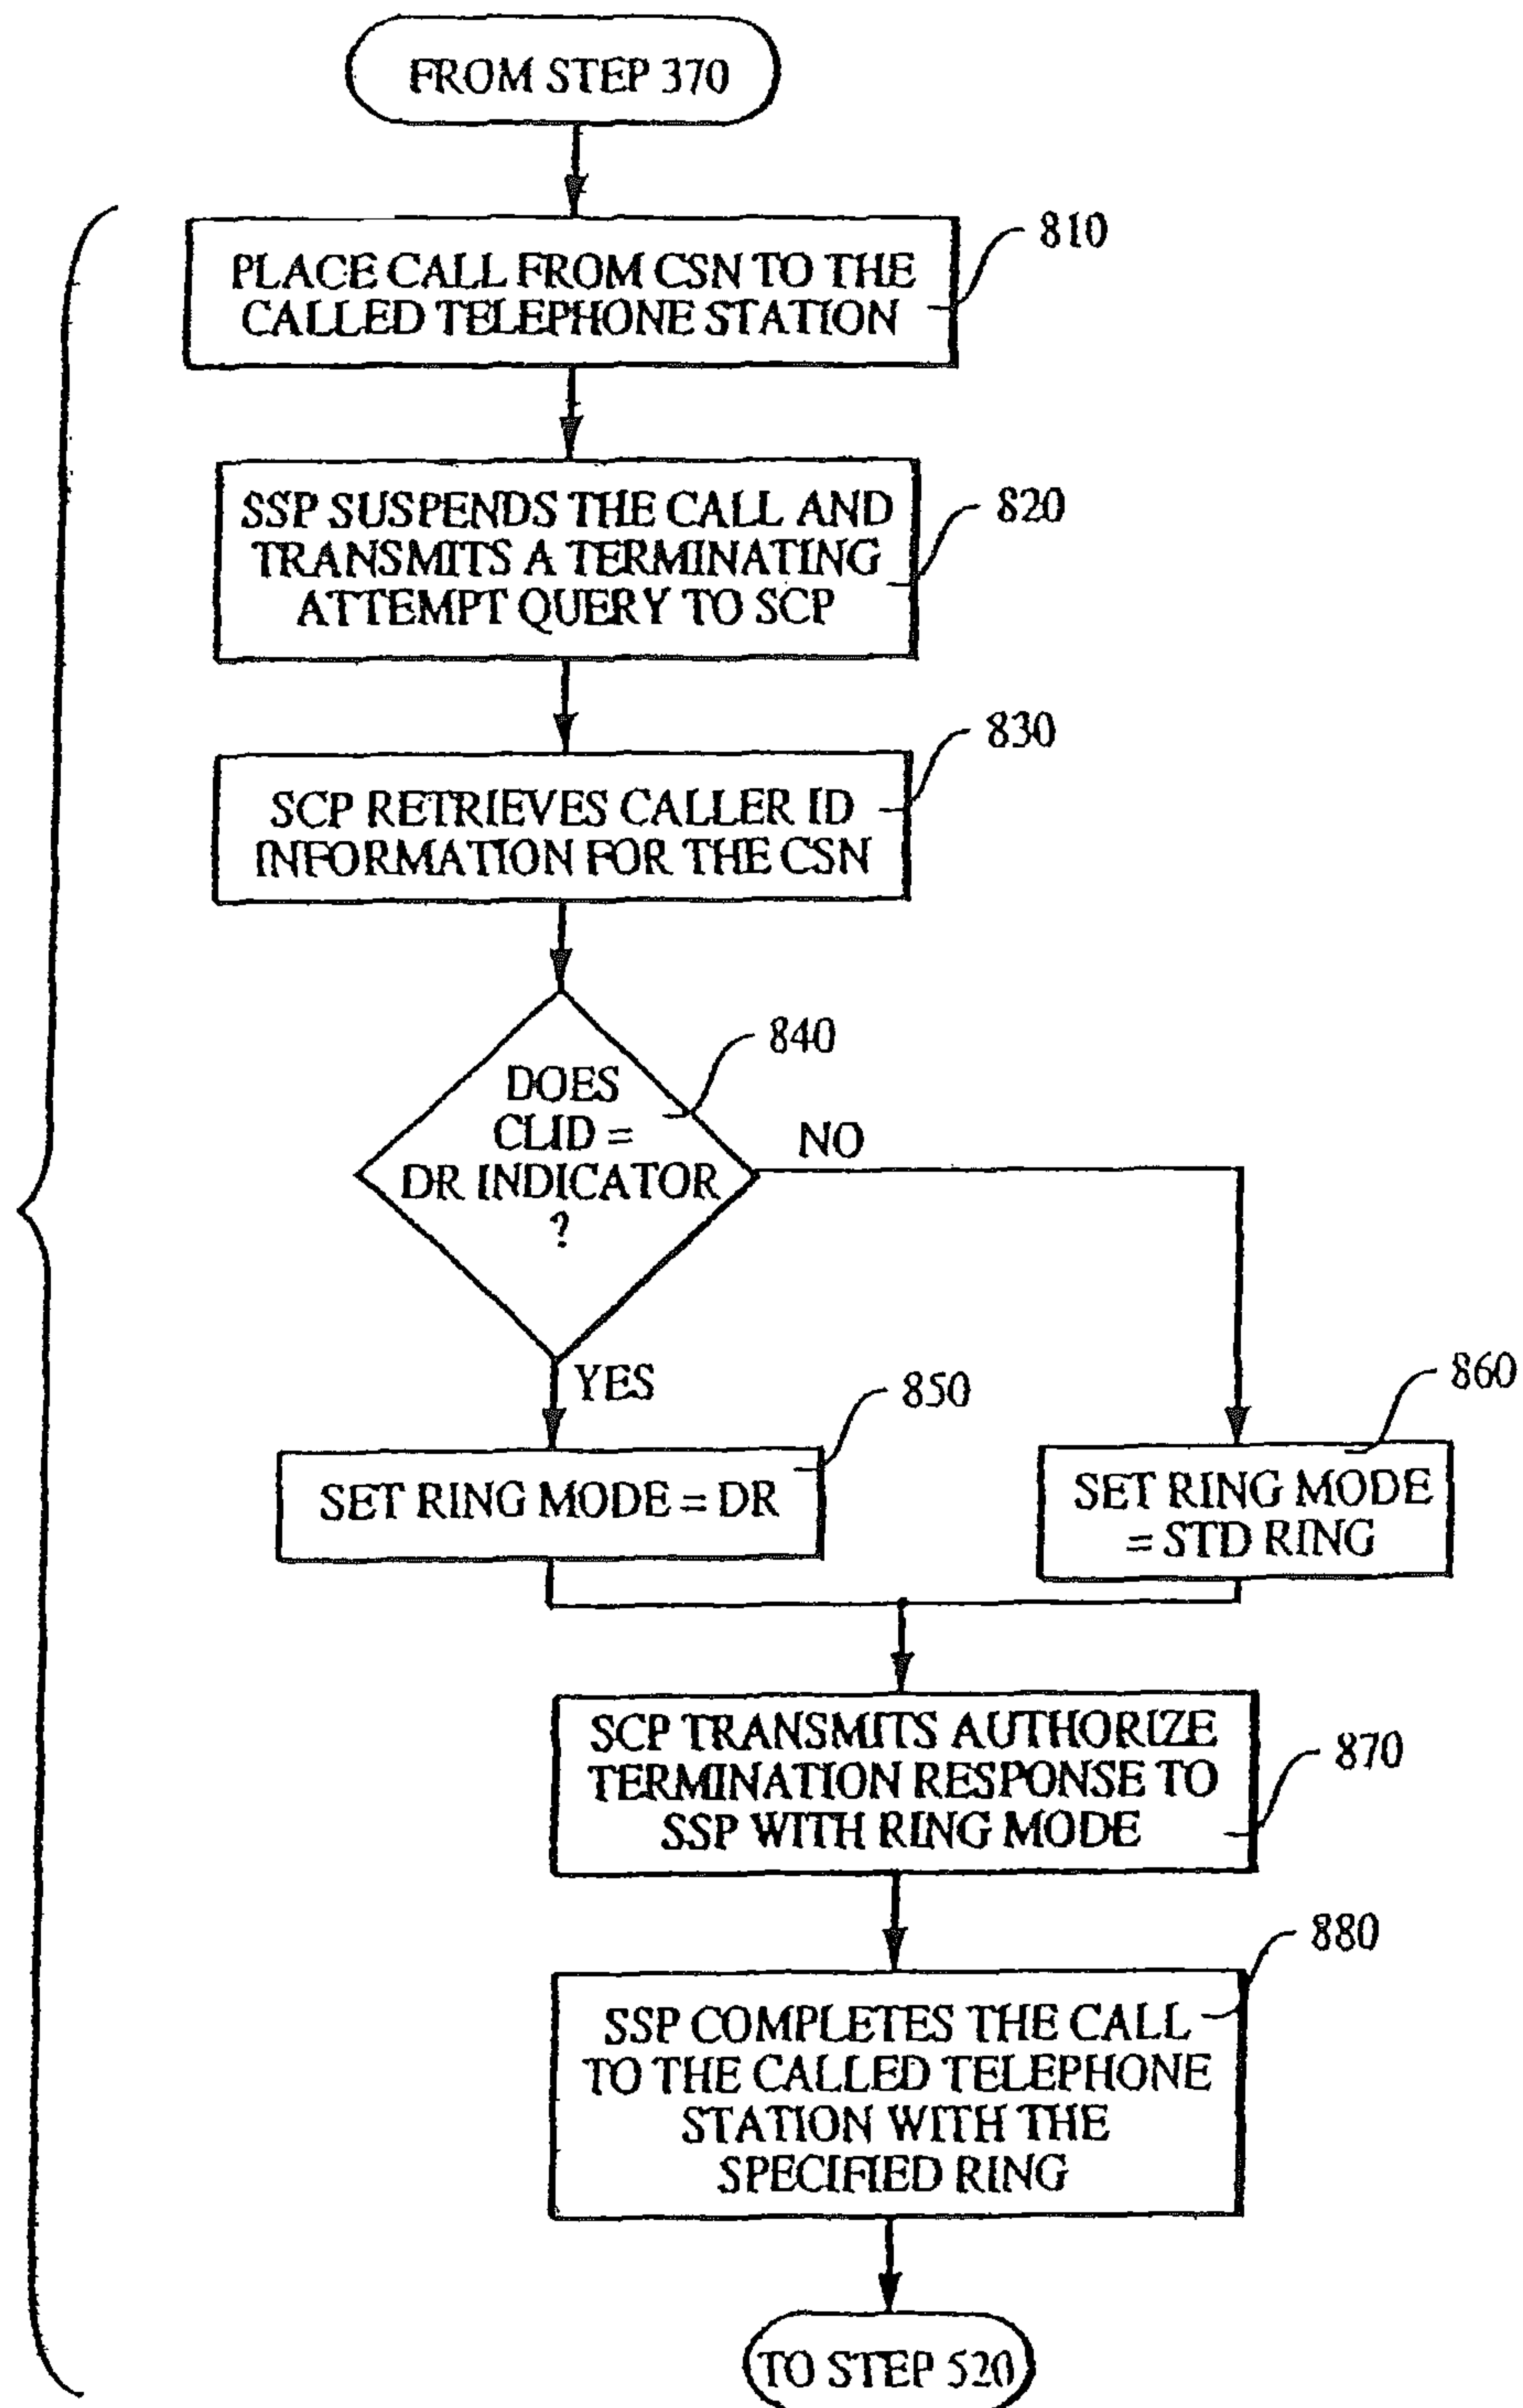 FROM STEP 370
810
PLACE CALL FROM CSN TO THE
CALLED TELEPHONE STATION
820
SSP SUSPENDS THE CALL AND
TRANSMITS A TERMINATING
ATTEMPT QUERY TO SCP
830
SCP RETRIEVES CALLER ID
INFORMATION FOR THE CSN
840
DOES
CLID =
DR INDICATOR
?
NO
YES
850
SET RING MODE = DR
860
SET RING MODE
= STD RING
870
SCP TRANSMITS AUTHORIZE
TERMINATION RESPONSE TO
SSP WITH RING MODE
880
SSP COMPLETES THE CALL
TO THE CALLED TELEPHONE
STATION WITH THE
SPECIFIED RING
TO STEP 520